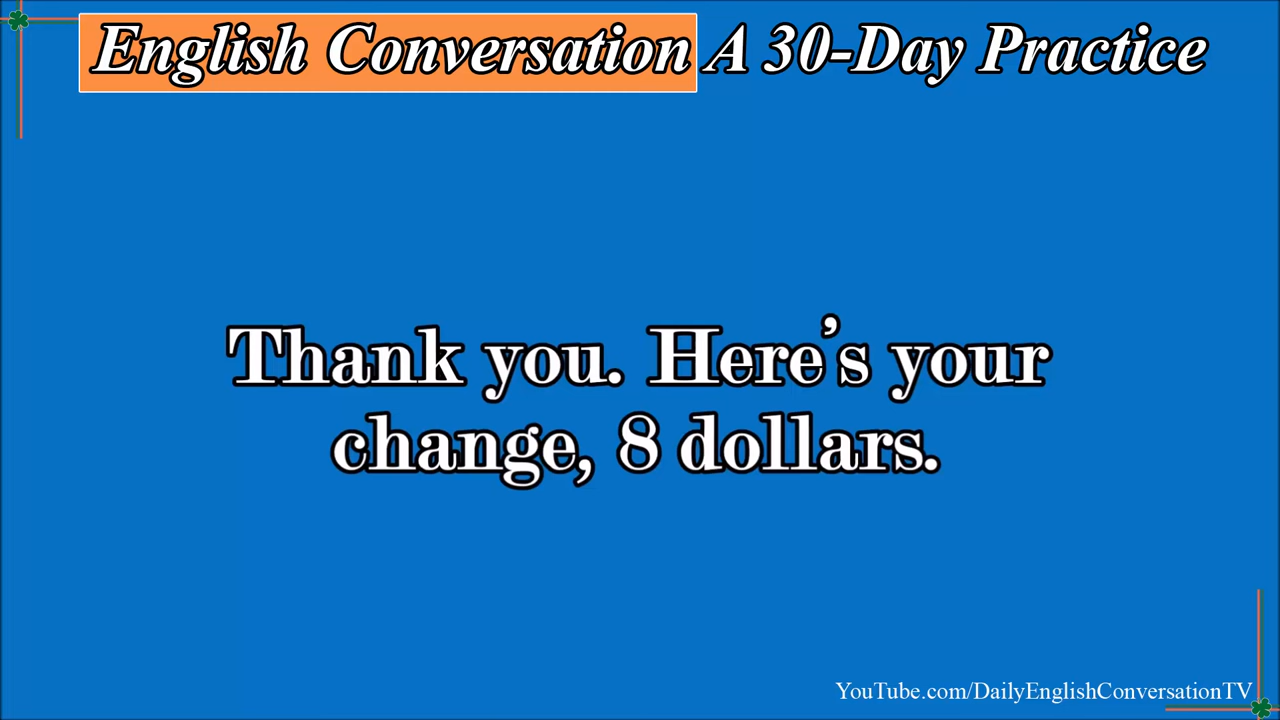 English Conversation A 30-Day Practice
Thank you. Here’s your
change, 8 dollars.
YouTube.com/DailyEnglishConversationTV